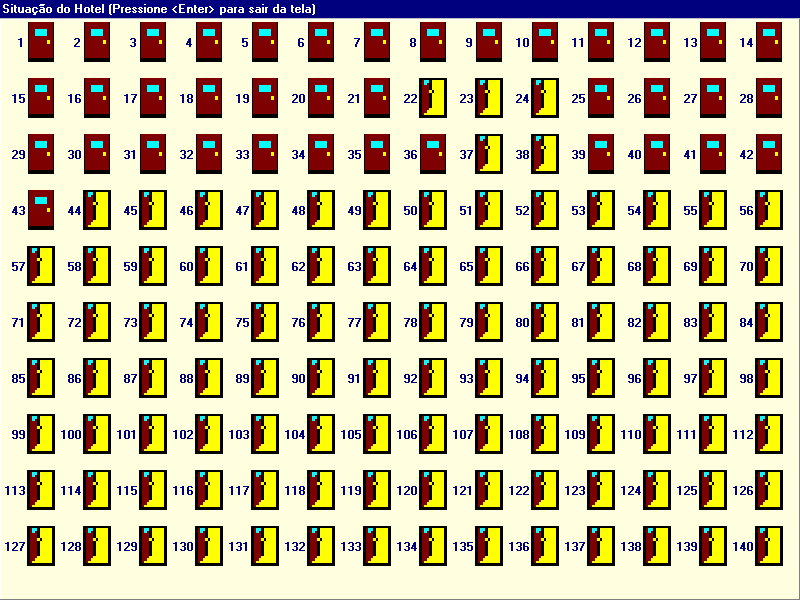 Situação do Hotel (Pressione <Enter> para sair da tela)
1 2 3 4 5 6 7 8 9 10 11 12 13 14
15 16 17 18 19 20 21 22 23 24 25 26 27 28
29 30 31 32 33 34 35 36 37 38 39 40 41 42
43 44 45 46 47 48 49 50 51 52 53 54 55 56
57 58 59 60 61 62 63 64 65 66 67 68 69 70
71 72 73 74 75 76 77 78 79 80 81 82 83 84
85 86 87 88 89 90 91 92 93 94 95 96 97 98
99 100 101 102 103 104 105 106 107 108 109 110 111 112
113 114 115 116 117 118 119 120 121 122 123 124 125 126
127 128 129 130 131 132 133 134 135 136 137 138 139 140